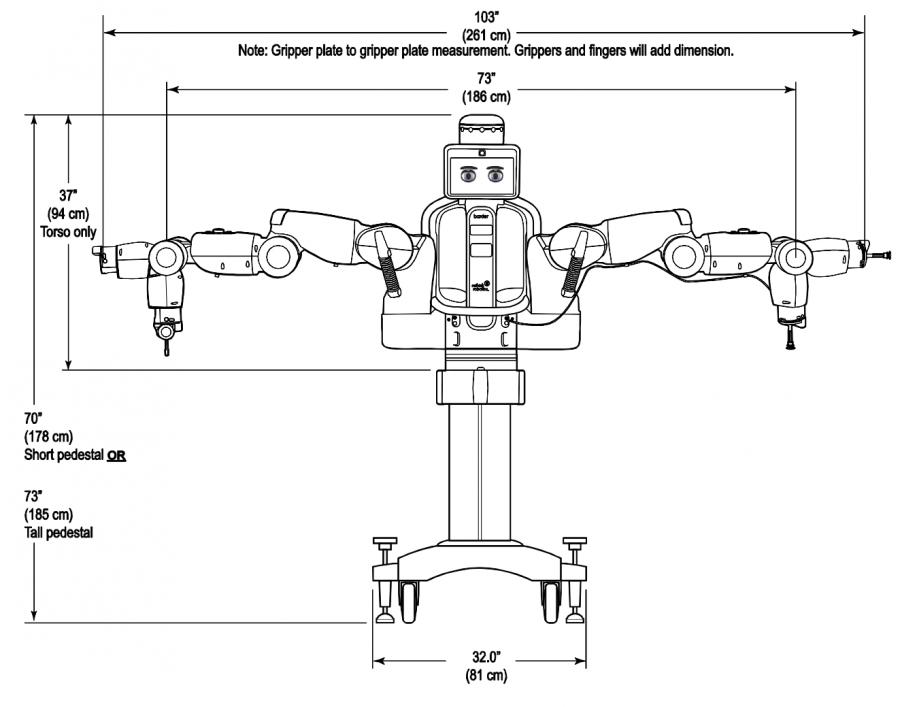 103"
(261 cm)
Note: Gripper plate to gripper plate measurement. Grippers and fingers will add dimension.
73"
(186 cm)
37"
(94 cm)
Torso only
baxter
rethink
robotics.
70"
(178 cm)
Short pedestal OR
73"
(185 cm)
Tall pedestal
32.0"
(81 cm)